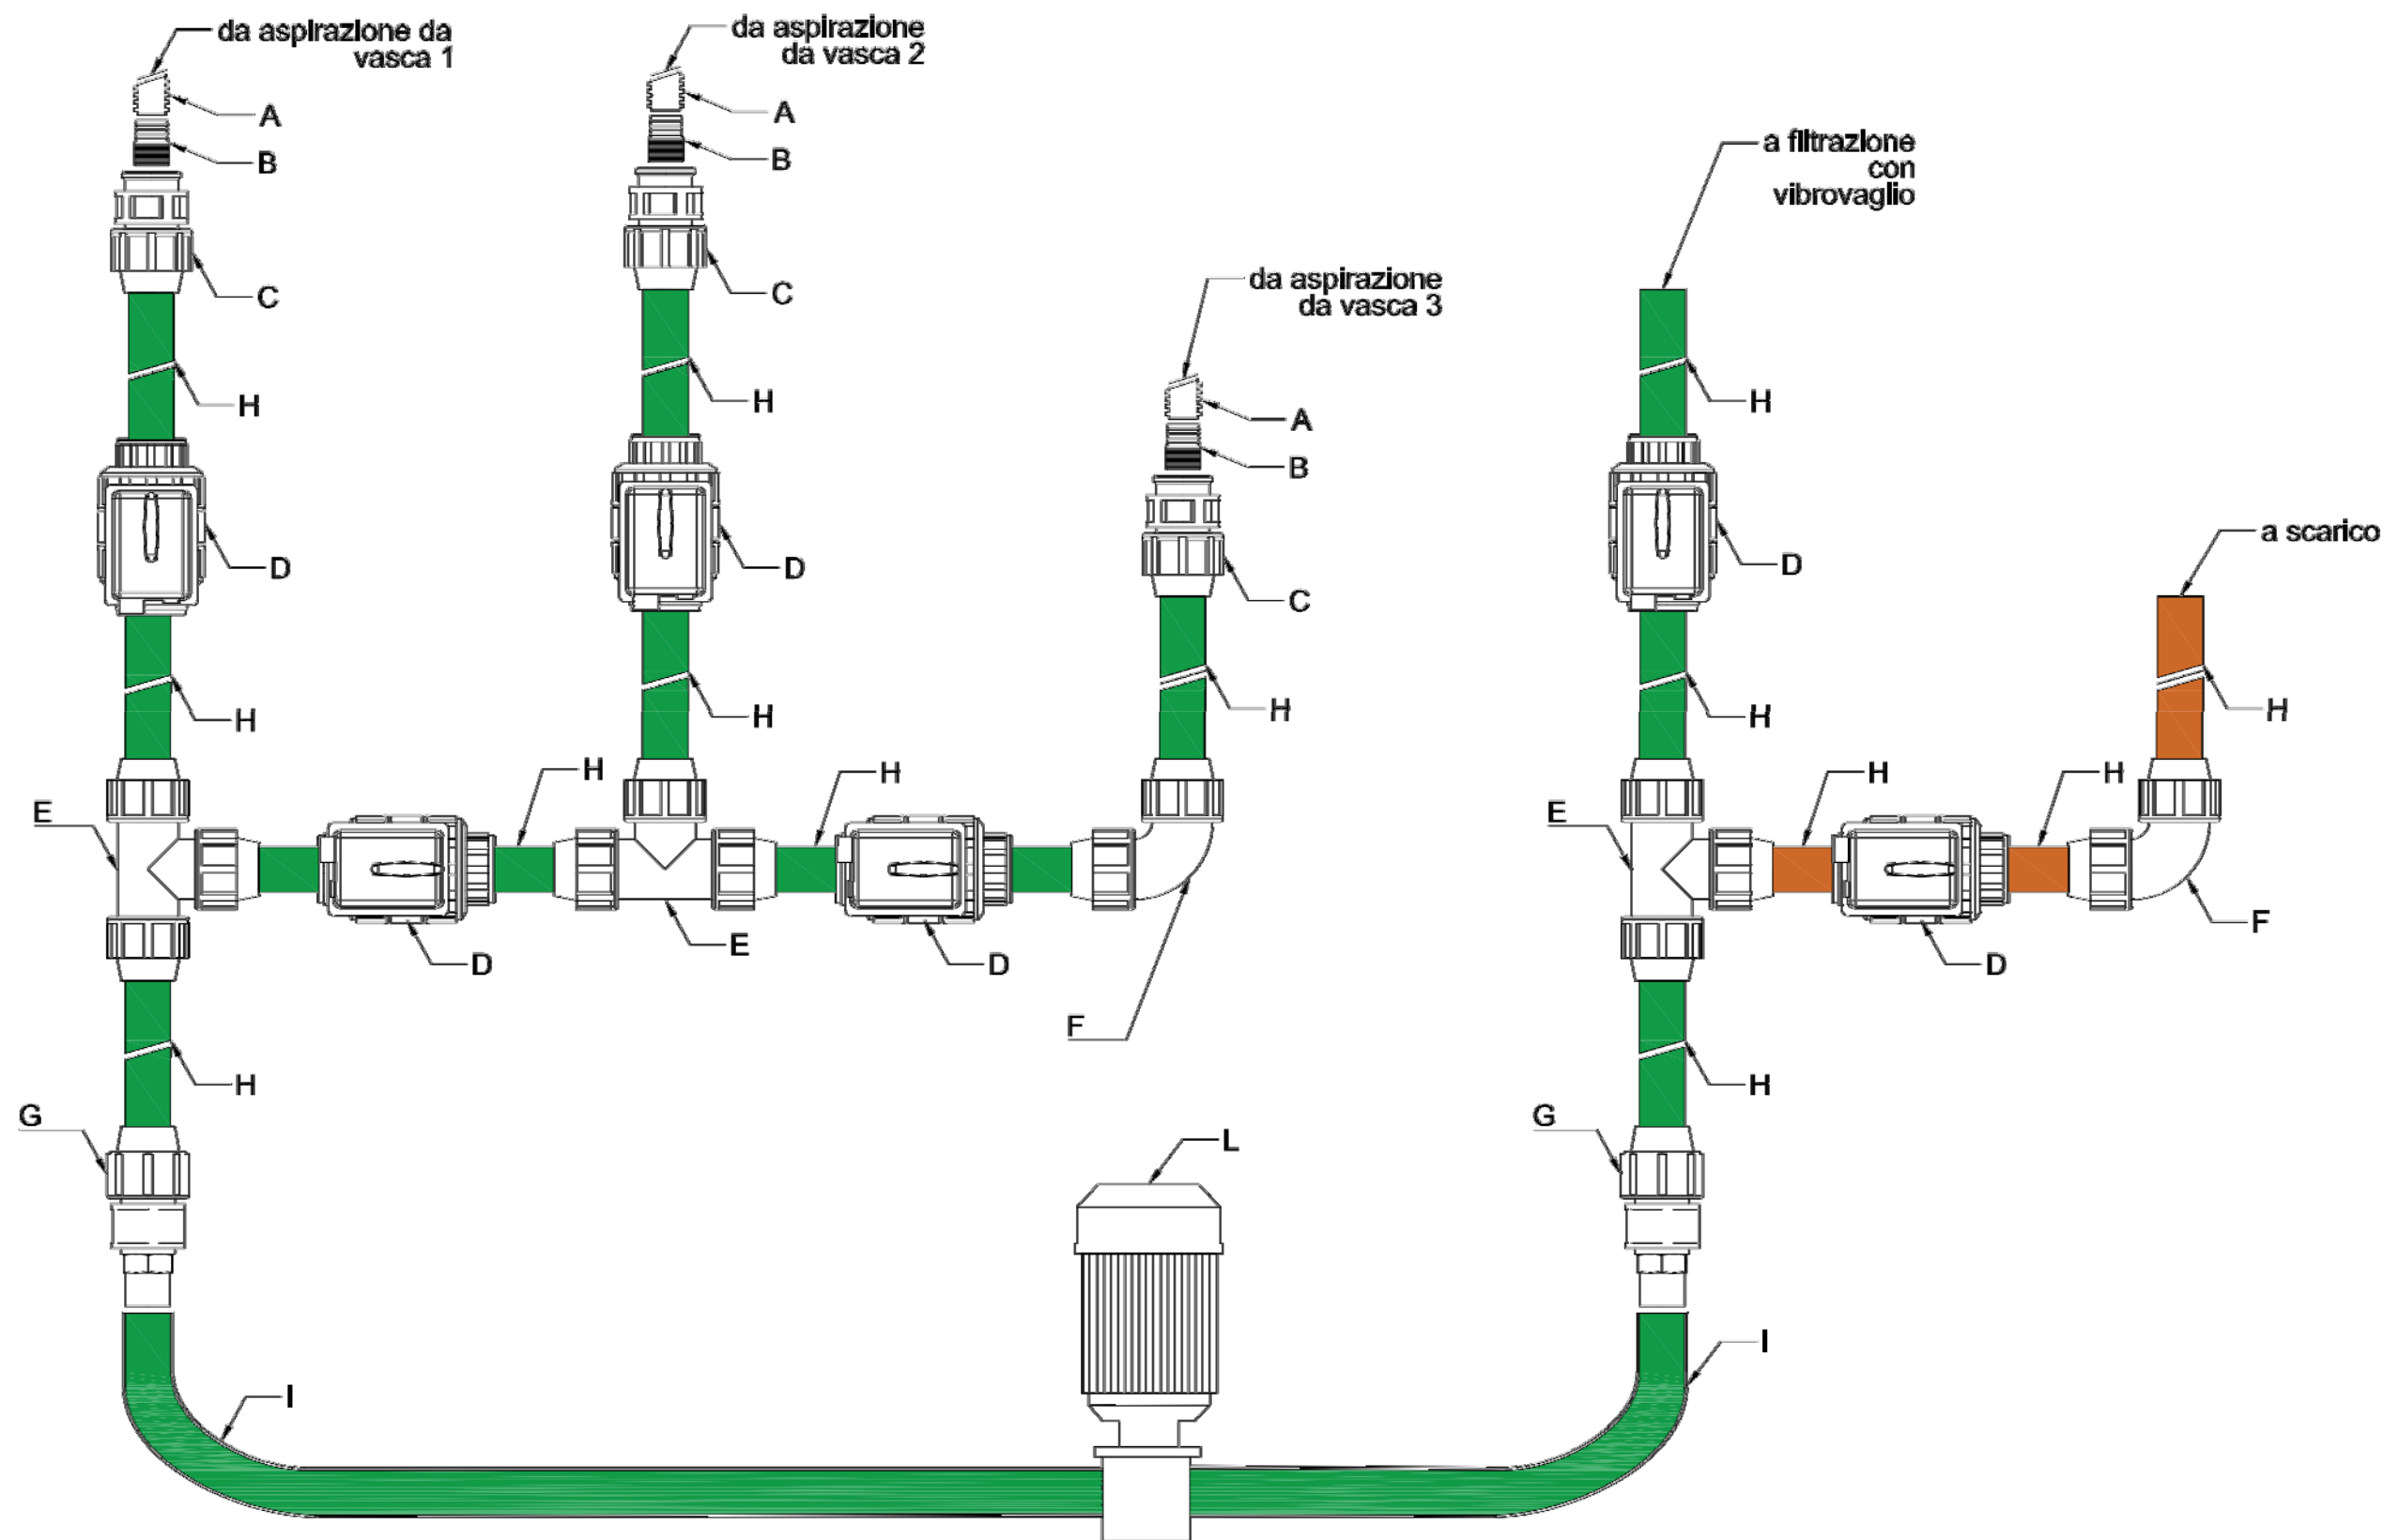 da aspirazione da
vasca 1
da aspirazione
da vasca 2
A
A
B
B
a filtrazione
con
vibrovaglio
C
C
da aspirazione
da vasca 3
H
H
H
A
B
D
D
D
a scarico
C
H
H
H
H
H
H
H
H
H
E
E
E
D
D
D
F
F
H
H
G
G
L
I
I